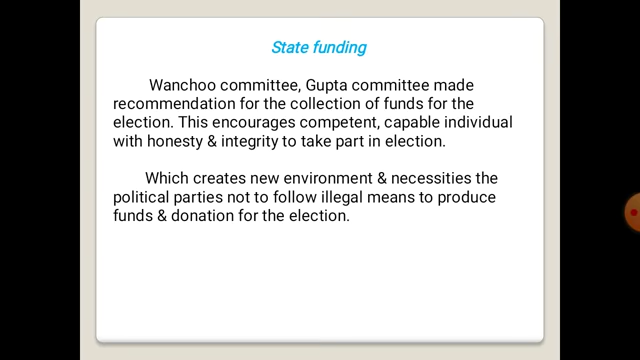 State funding
Wanchoo committee, Gupta committee made
recommendation for the collection of funds for the
election. This encourages competent, capable individual
with honesty & integrity to take part in election.
Which creates new environment & necessities the
political parties not to follow illegal means to produce
funds & donation for the election.